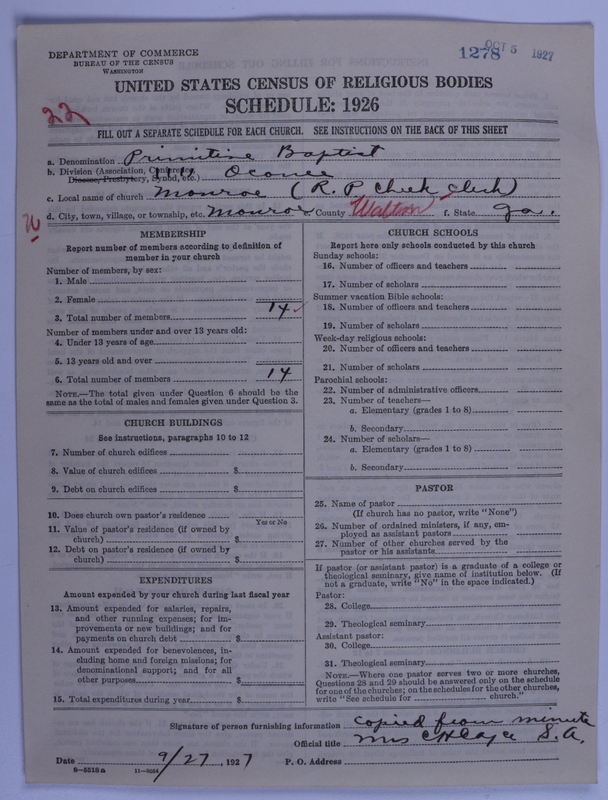 DEPARTMENT OF COMMERCE
BUREAU OF THE CENSUS
WASHINGTON
1278 OCT 5 1927
UNITED STATES CENSUS OF RELIGIOUS BODIES
SCHEDULE: 1926
22
FILL OUT A SEPARATE SCHEDULE FOR EACH CHURCH. SEE INSTRUCTIONS ON THE BACK OF THIS SHEET
a. Denomination Primitive Baptist
b. Division (Association, Conference, Diocese, Presbytery, Synod, etc.) Oconee
c. Local name of church Monroe (R. P. Cheek clerk)
d. City, town, village, or township, etc. Monroe County Walton f. State Ga.
MEMBERSHIP
Report number of members according to definition of
member in your church
Number of members, by sex:
1. Male
2. Female
3. Total number of members 14
Number of members under and over 13 years old:
4. Under 13 years of age
5. 13 years old and over
6. Total number of members 14
NOTE.—The total given under Question 6 should be the
same as the total of males and females given under Question 3.
CHURCH BUILDINGS
See instructions, paragraphs 10 to 12
7. Number of church edifices
8. Value of church edifices $
9. Debt on church edifices $
10. Does church own pastor's residence
Yes or No
11. Value of pastor's residence (if owned by
church) $
12. Debt on pastor's residence (if owned by
church) $
EXPENDITURES
Amount expended by your church during last fiscal year
13. Amount expended for salaries, repairs,
and other running expenses; for im-
provements or new buildings; and for
payments on church debt $
14. Amount expended for benevolences, in-
cluding home and foreign missions; for
denominational support; and for all
other purposes $
15. Total expenditures during year $
CHURCH SCHOOLS
Report here only schools conducted by this church
Sunday schools:
16. Number of officers and teachers
17. Number of scholars
Summer vacation Bible schools:
18. Number of officers and teachers
19. Number of scholars
Week-day religious schools:
20. Number of officers and teachers
21. Number of scholars
Parochial schools:
22. Number of administrative officers
23. Number of teachers—
a. Elementary (grades 1 to 8)
b. Secondary
24. Number of scholars—
a. Elementary (grades 1 to 8)
b. Secondary
PASTOR
25. Name of pastor
(If church has no pastor, write "None")
26. Number of ordained ministers, if any, em-
ployed as assistant pastors
27. Number of other churches served by the
pastor or his assistants
If pastor (or assistant pastor) is a graduate of a college or
theological seminary, give name of institution below. (If
not a graduate, write "No" in the space indicated.)
Pastor:
28. College
29. Theological seminary
Assistant pastor:
30. College
31. Theological seminary
NOTE.—Where one pastor serves two or more churches,
Questions 28 and 29 should be answered only on the schedule
for one of the churches; on the schedules for the other churches,
write "See schedule for church."
Signature of person furnishing information copied from minute
Official title Mrs S. A.
Date 9/27, 1927 P. O. Address
8-5518a 11-9034